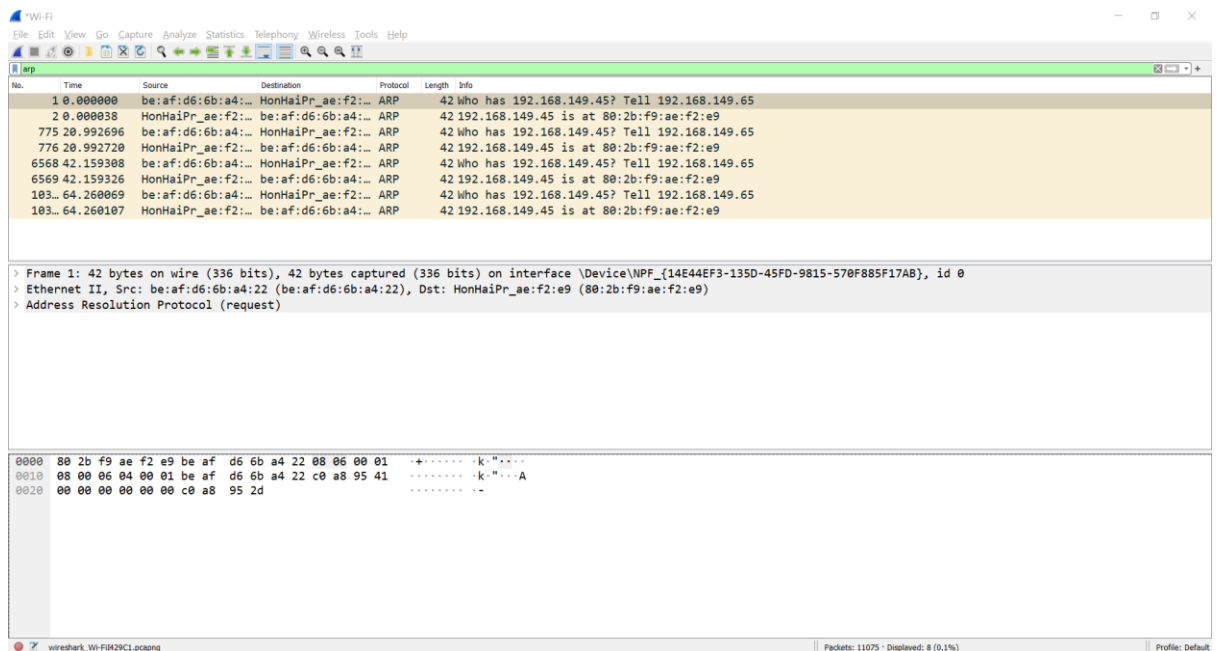 *Wi-Fi
File Edit View Go Capture Analyze Statistics Telephony Wireless Tools Help
arp
No. Time Source Destination Protocol Length Info
1 0.000000 be:af:d6:6b:a4:… HonHaiPr_ae:f2:… ARP 42 Who has 192.168.149.45? Tell 192.168.149.65
2 0.000038 HonHaiPr_ae:f2:… be:af:d6:6b:a4:… ARP 42 192.168.149.45 is at 80:2b:f9:ae:f2:e9
775 20.992696 be:af:d6:6b:a4:… HonHaiPr_ae:f2:… ARP 42 Who has 192.168.149.45? Tell 192.168.149.65
776 20.992720 HonHaiPr_ae:f2:… be:af:d6:6b:a4:… ARP 42 192.168.149.45 is at 80:2b:f9:ae:f2:e9
6568 42.159308 be:af:d6:6b:a4:… HonHaiPr_ae:f2:… ARP 42 Who has 192.168.149.45? Tell 192.168.149.65
6569 42.159326 HonHaiPr_ae:f2:… be:af:d6:6b:a4:… ARP 42 192.168.149.45 is at 80:2b:f9:ae:f2:e9
103… 64.260069 be:af:d6:6b:a4:… HonHaiPr_ae:f2:… ARP 42 Who has 192.168.149.45? Tell 192.168.149.65
103… 64.260107 HonHaiPr_ae:f2:… be:af:d6:6b:a4:… ARP 42 192.168.149.45 is at 80:2b:f9:ae:f2:e9
> Frame 1: 42 bytes on wire (336 bits), 42 bytes captured (336 bits) on interface \Device\NPF_{14E44EF3-135D-45FD-9815-570F885F17AB}, id 0
> Ethernet II, Src: be:af:d6:6b:a4:22 (be:af:d6:6b:a4:22), Dst: HonHaiPr_ae:f2:e9 (80:2b:f9:ae:f2:e9)
> Address Resolution Protocol (request)
0000 80 2b f9 ae f2 e9 be af d6 6b a4 22 08 06 00 01 ·+······ ·k·"····
0010 08 00 06 04 00 01 be af d6 6b a4 22 c0 a8 95 41 ········ ·k·"···A
0020 00 00 00 00 00 00 c0 a8 95 2d ········ ·-
wireshark_Wi-FiI429C1.pcapng Packets: 11075 · Displayed: 8 (0.1%) Profile: Default